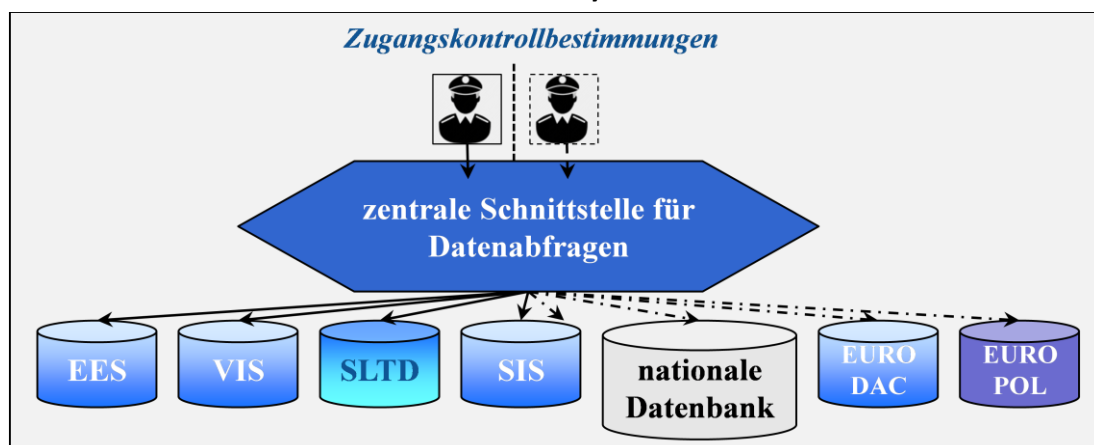 Zugangskontrollbestimmungen
zentrale Schnittstelle für
Datenabfragen
EES
VIS
SLTD
SIS
nationale
Datenbank
EURO
DAC
EURO
POL